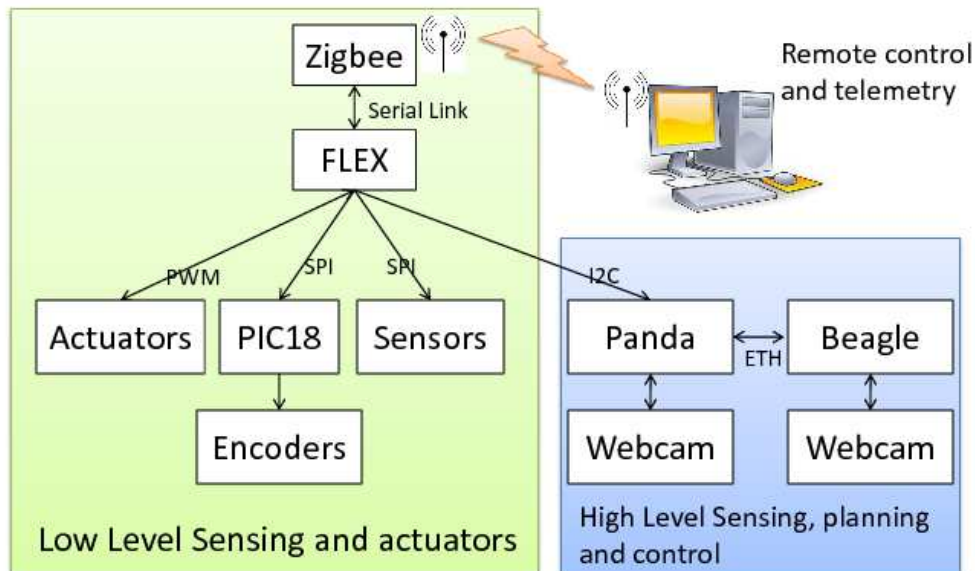 Zigbee
Remote control
and telemetry
Serial Link
FLEX
PWM
SPI
SPI
I2C
Actuators
PIC18
Sensors
Panda
ETH
Beagle
Encoders
Webcam
Webcam
Low Level Sensing and actuators
High Level Sensing, planning
and control